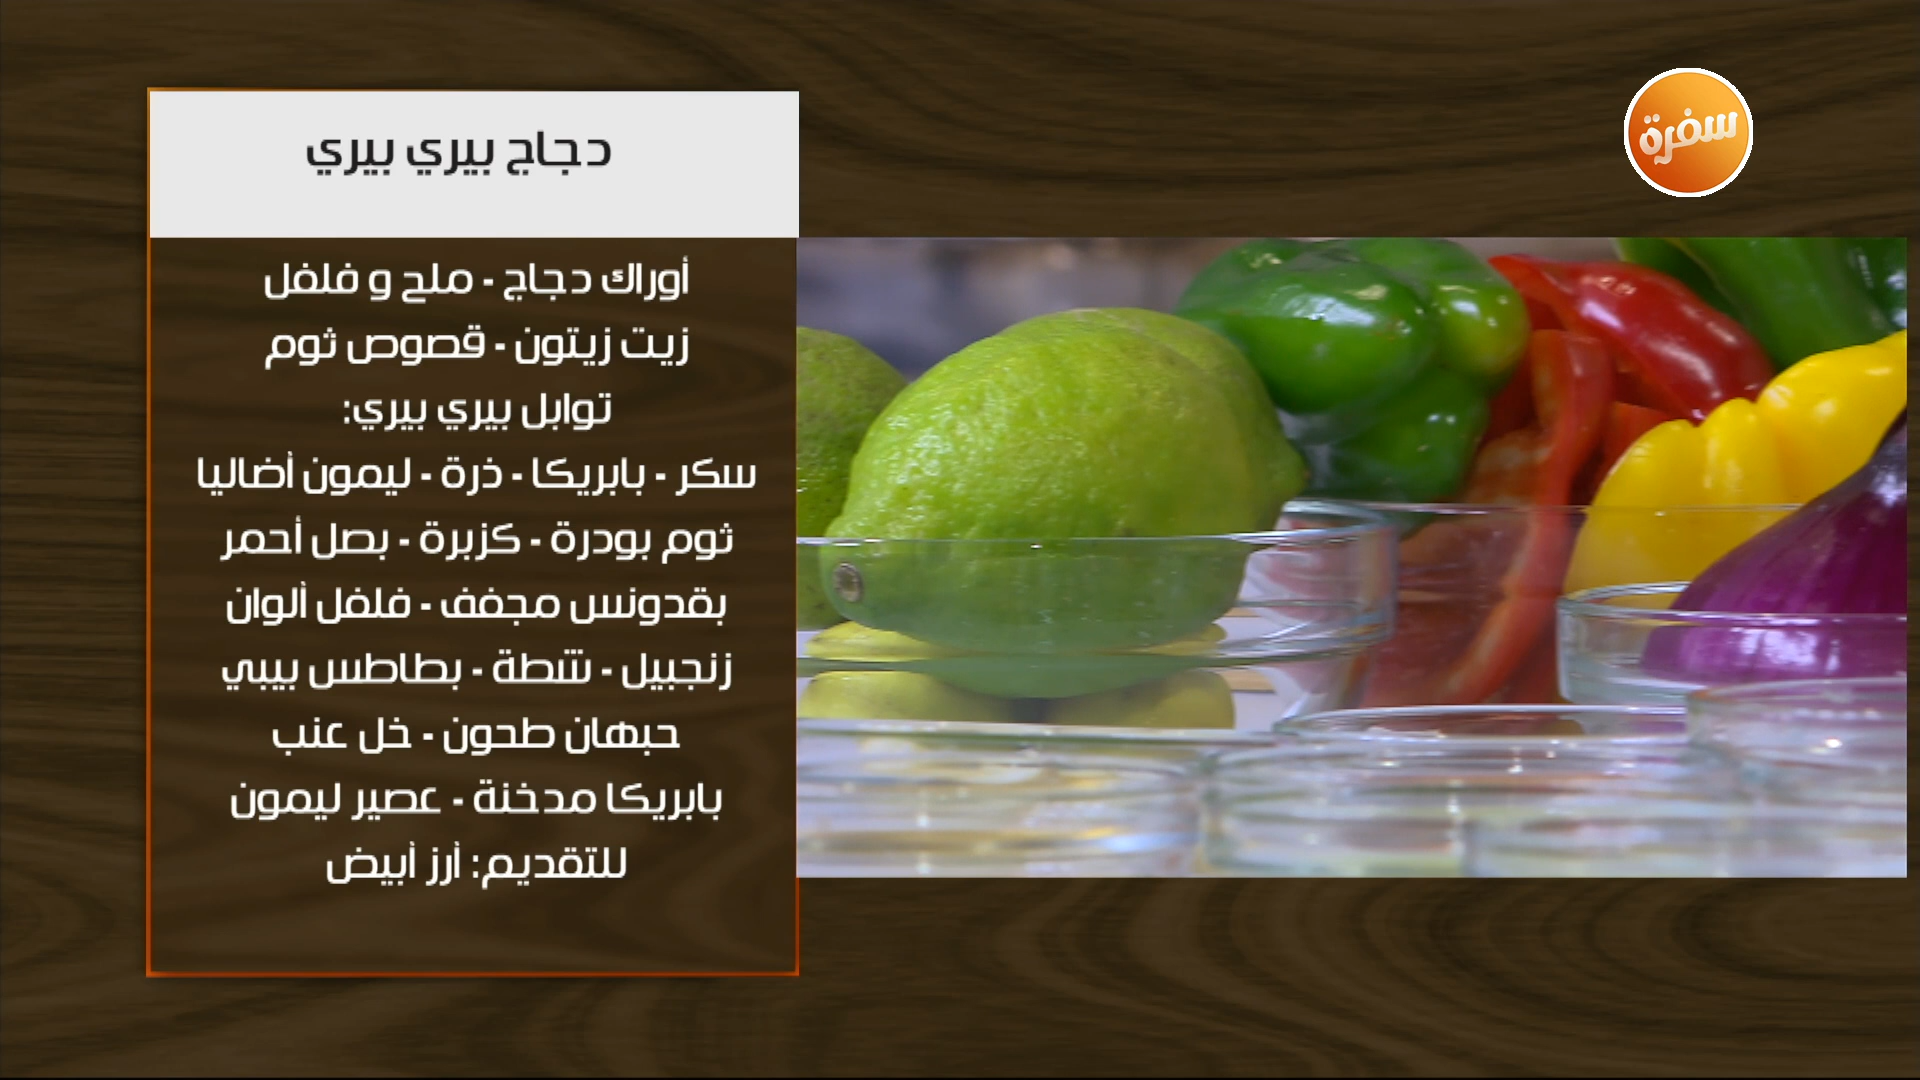 سفرة
دجاج بيري بيري
أوراك دجاج - ملح و فلفل
زيت زيتون - قصوص ثوم
توابل بيري بيري:
سكر - بابريكا - ذرة - ليمون أضاليا
ثوم بودرة - كزبرة - بصل أحمر
بقدونس مجفف - فلفل ألوان
زنجبيل - شطة - بطاطس بيبي
حبهان طحون - خل عنب
بابريكا مدخنة - عصير ليمون
للتقديم: أرز أبيض